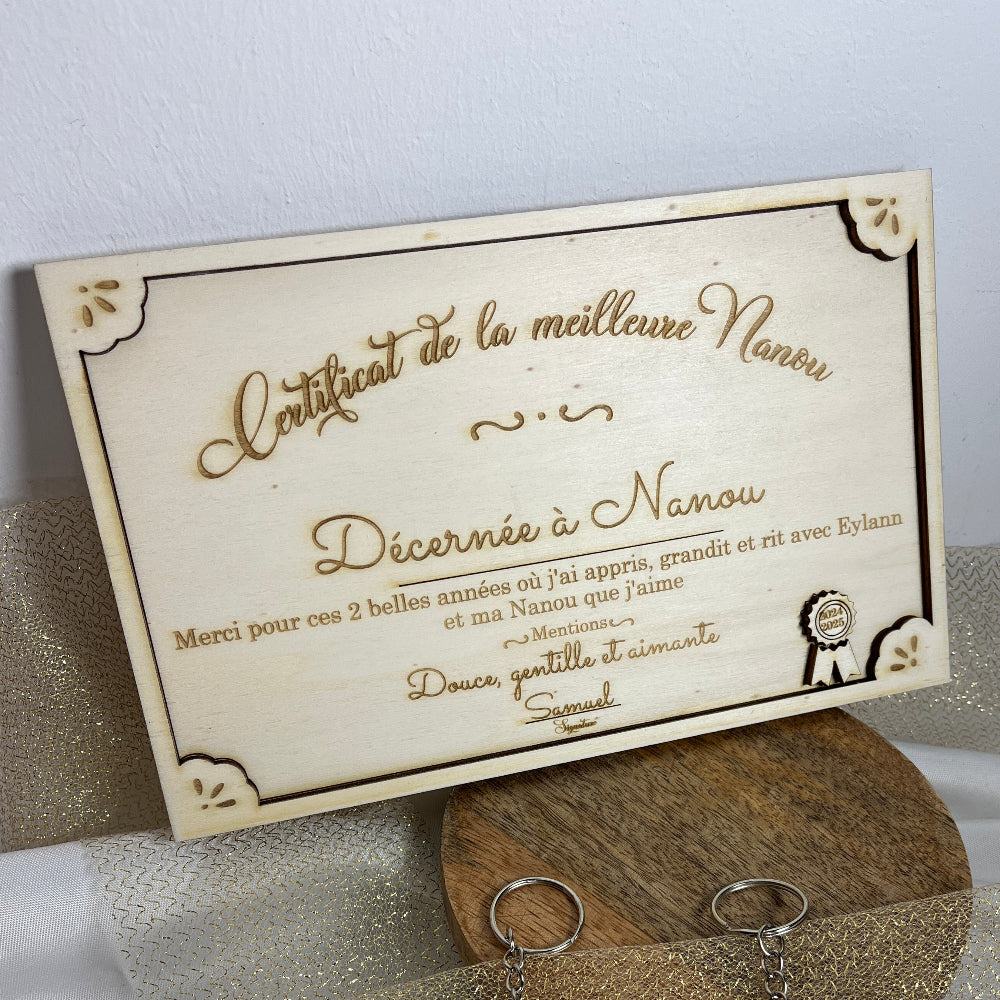 Certificat de la meilleure Nanou
Décernée à Nanou
Merci pour ces 2 belles années où j'ai appris, grandit et rit avec Eylann
et ma Nanou que j'aime
Mentions
Douce, gentille et aimante
Samuel
Signature
2024
2025